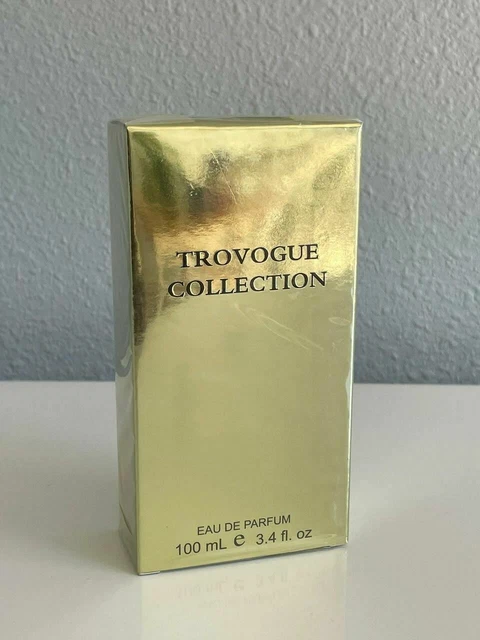 TROVOGUE
COLLECTION
EAU DE PARFUM
100 mL ℮ 3.4 fl. oz